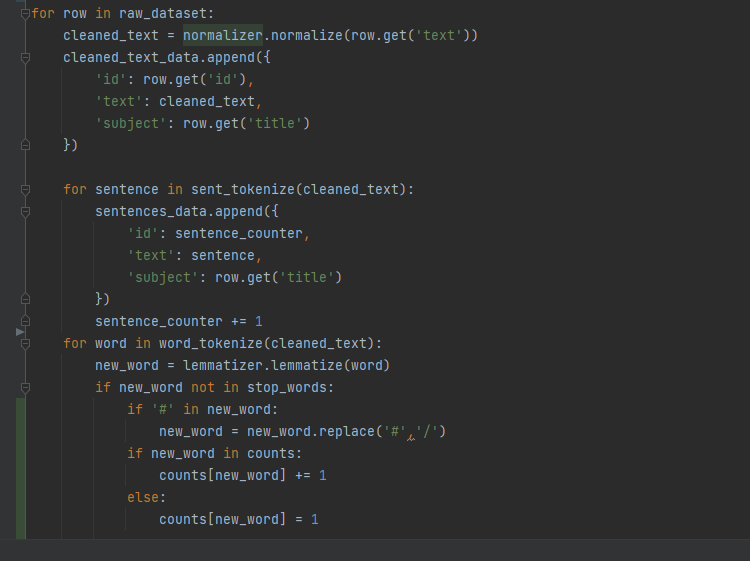 for row in raw_dataset:
    cleaned_text = normalizer.normalize(row.get('text'))
    cleaned_text_data.append({
        'id': row.get('id'),
        'text': cleaned_text,
        'subject': row.get('title')
    })

    for sentence in sent_tokenize(cleaned_text):
        sentences_data.append({
            'id': sentence_counter,
            'text': sentence,
            'subject': row.get('title')
        })
        sentence_counter += 1
    for word in word_tokenize(cleaned_text):
        new_word = lemmatizer.lemmatize(word)
        if new_word not in stop_words:
            if '#' in new_word:
                new_word = new_word.replace('#','/')
            if new_word in counts:
                counts[new_word] += 1
            else:
                counts[new_word] = 1